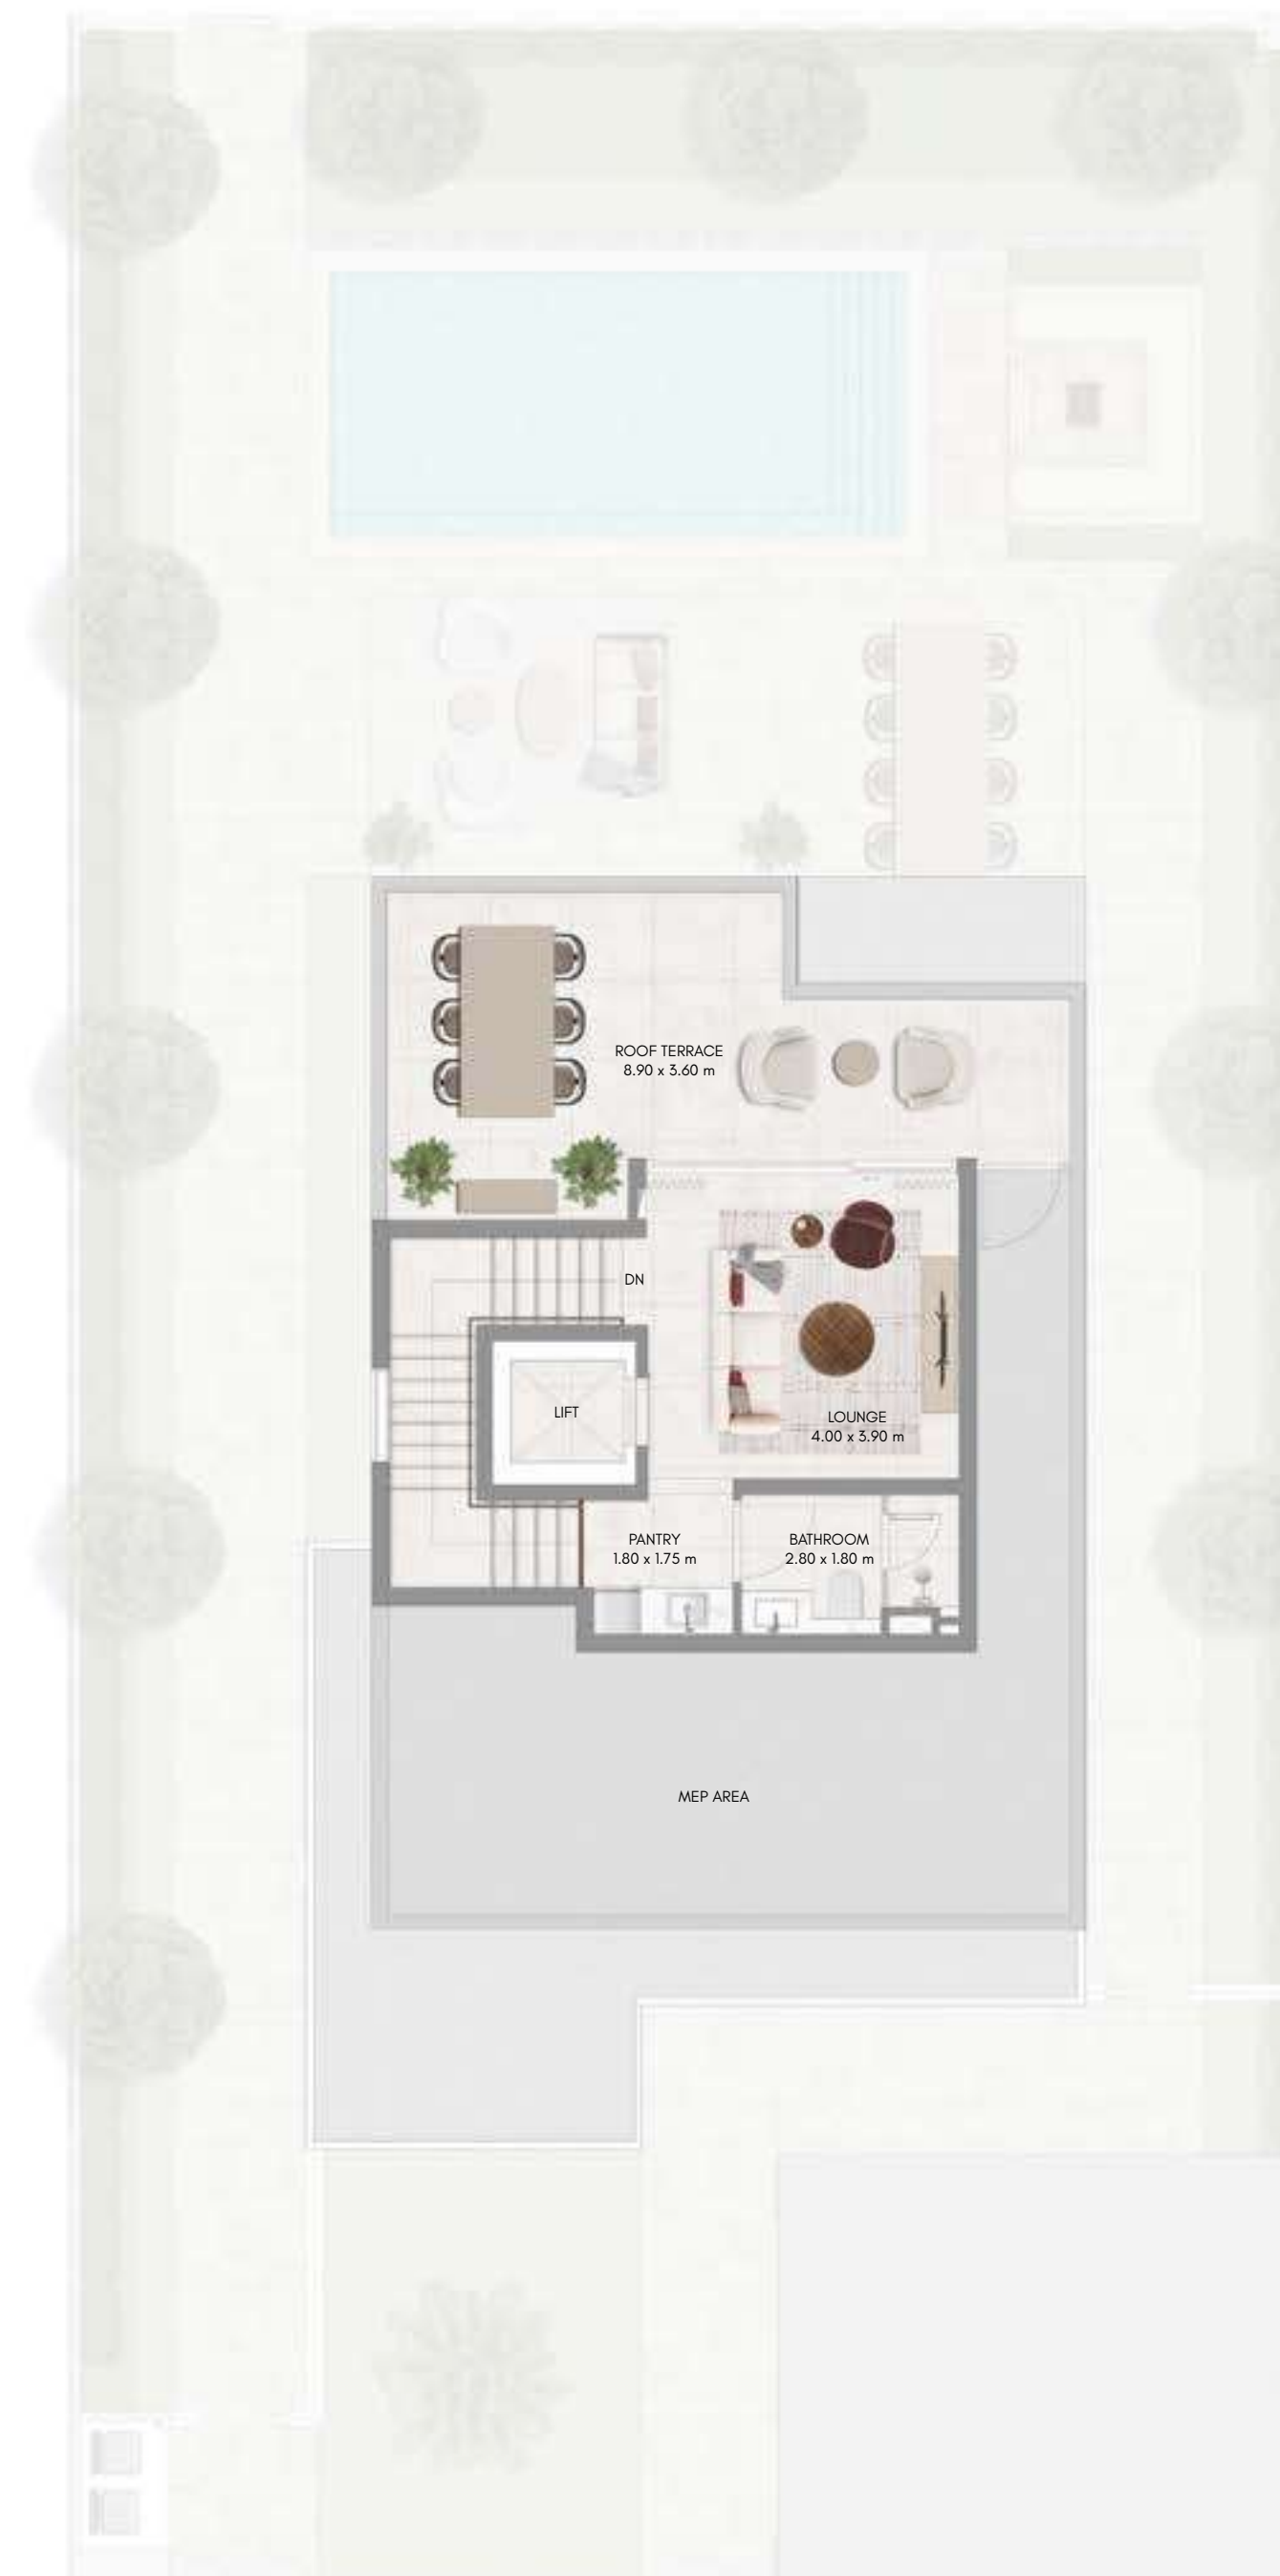 ROOF TERRACE
8.90 x 3.60 m
DN
LIFT
LOUNGE
4.00 x 3.90 m
PANTRY
1.80 x 1.75 m
BATHROOM
2.80 x 1.80 m
MEP AREA